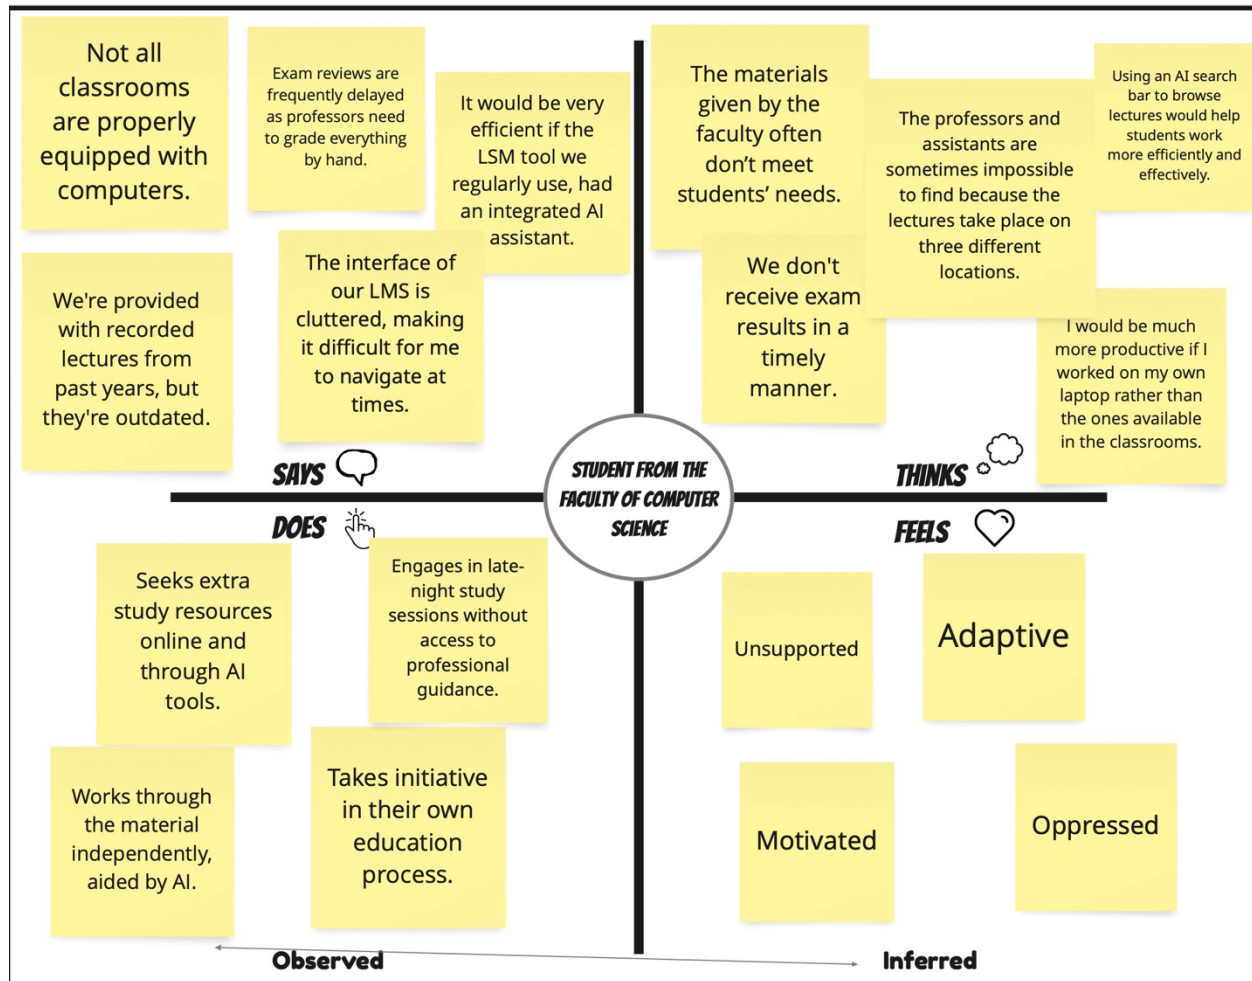 Not all
classrooms
are properly
equipped with
computers.
Exam reviews are
frequently delayed
as professors need
to grade everything
by hand.
It would be very
efficient if the
LSM tool we
regularly use, had
an integrated AI
assistant.
We're provided
with recorded
lectures from
past years, but
they're outdated.
The interface of
our LMS is
cluttered, making
it difficult for me
to navigate at
times.
SAYS
The materials
given by the
faculty often
don’t meet
students’ needs.
The professors and
assistants are
sometimes impossible
to find because the
lectures take place on
three different
locations.
Using an AI search
bar to browse
lectures would help
students work
more efficiently and
effectively.
We don't
receive exam
results in a
timely
manner.
I would be much
more productive if I
worked on my own
laptop rather than
the ones available
in the classrooms.
THINKS
STUDENT FROM THE
FACULTY OF COMPUTER
SCIENCE
DOES
Seeks extra
study resources
online and
through AI
tools.
Engages in late-
night study
sessions without
access to
professional
guidance.
Works through
the material
independently,
aided by AI.
Takes initiative
in their own
education
process.
FEELS
Unsupported
Adaptive
Motivated
Oppressed
Observed
Inferred